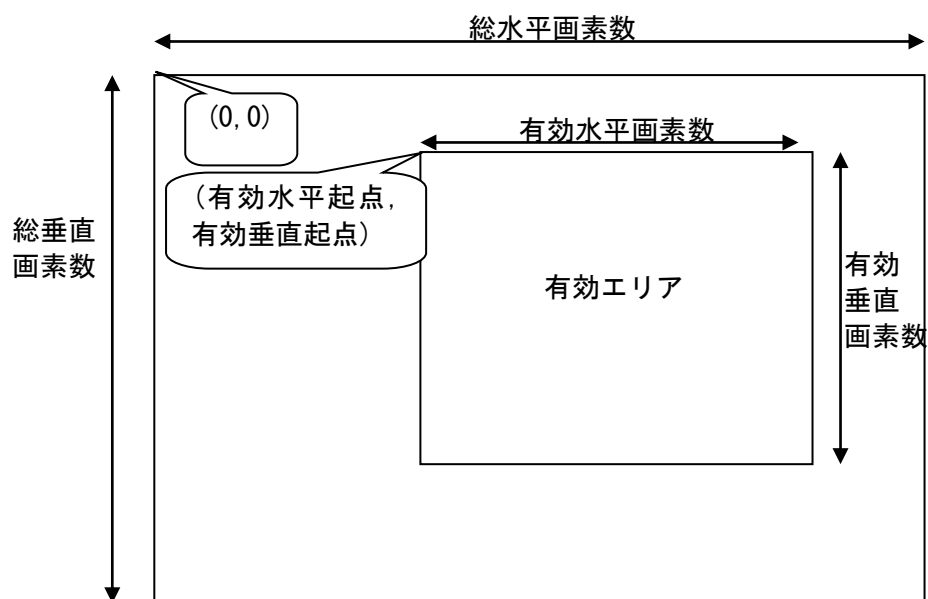 総水平画素数
(0,0)
有効水平画素数
(有効水平起点,
有効垂直起点)
総垂直
画素数
有効エリア
有効
垂直
画素数